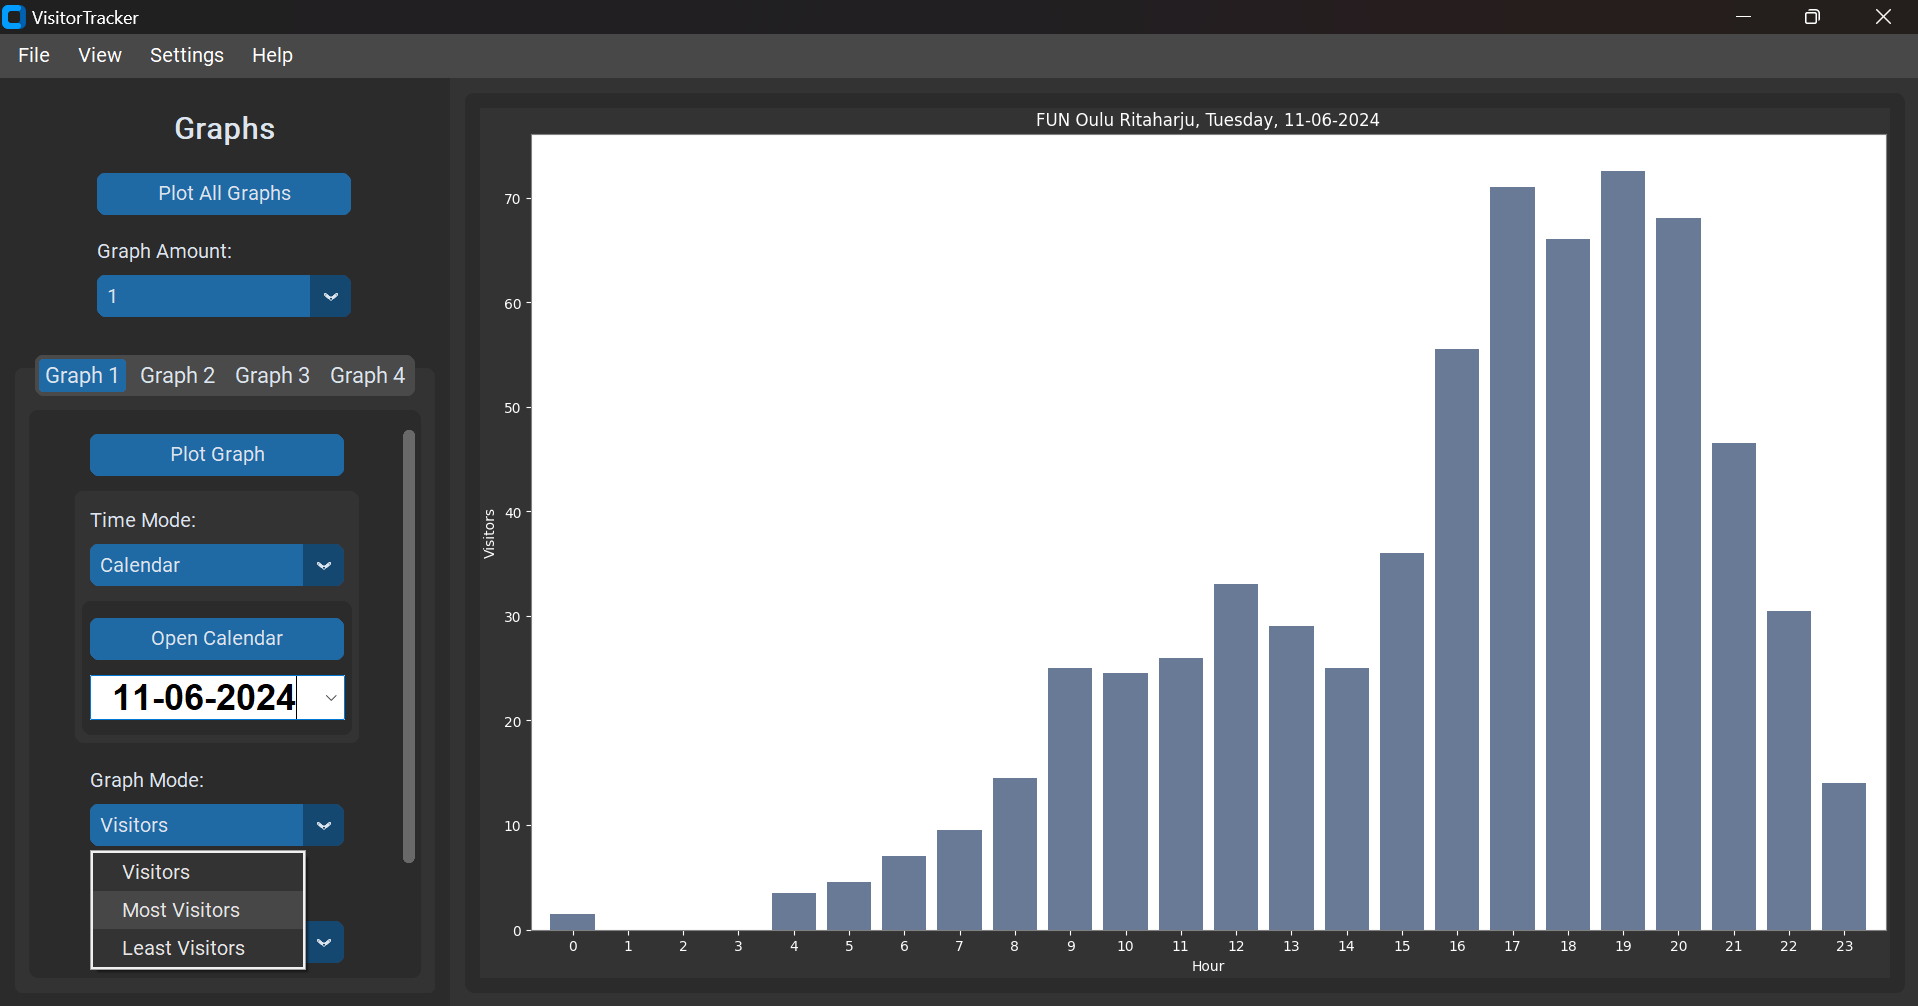 VisitorTracker
File View Settings Help
Graphs
Plot All Graphs
Graph Amount:
1
Graph 1 Graph 2 Graph 3 Graph 4
Plot Graph
Time Mode:
Calendar
Open Calendar
11-06-2024
Graph Mode:
Visitors
Visitors
Most Visitors
Least Visitors
FUN Oulu Ritaharju, Tuesday, 11-06-2024
70
60
50
40
30
20
10
0
Visitors
0 1 2 3 4 5 6 7 8 9 10 11 12 13 14 15 16 17 18 19 20 21 22 23
Hour